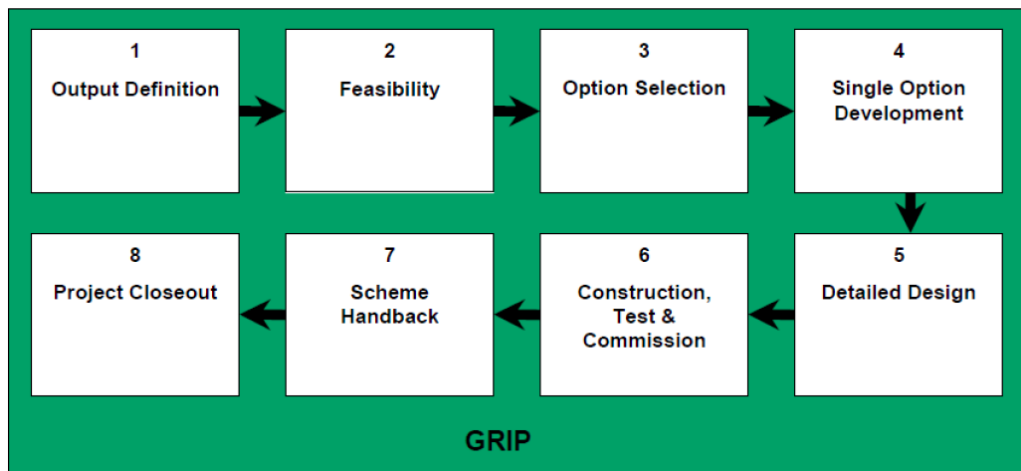 1
Output Definition
2
Feasibility
3
Option Selection
4
Single Option
Development
5
Detailed Design
6
Construction,
Test &
Commission
7
Scheme
Handback
8
Project Closeout
GRIP